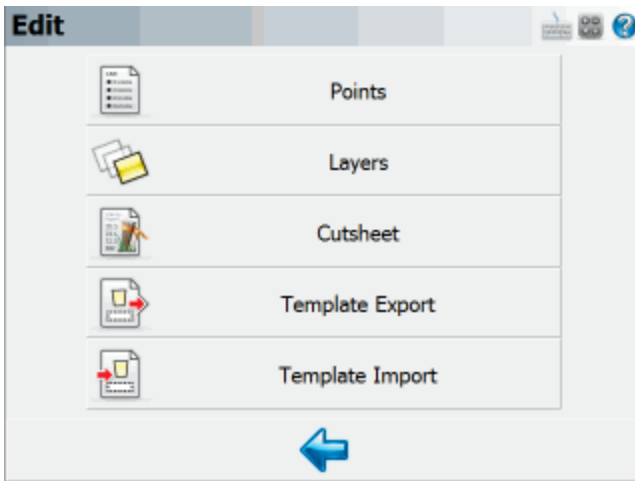 Edit
Points
Layers
Cutsheet
Template Export
Template Import